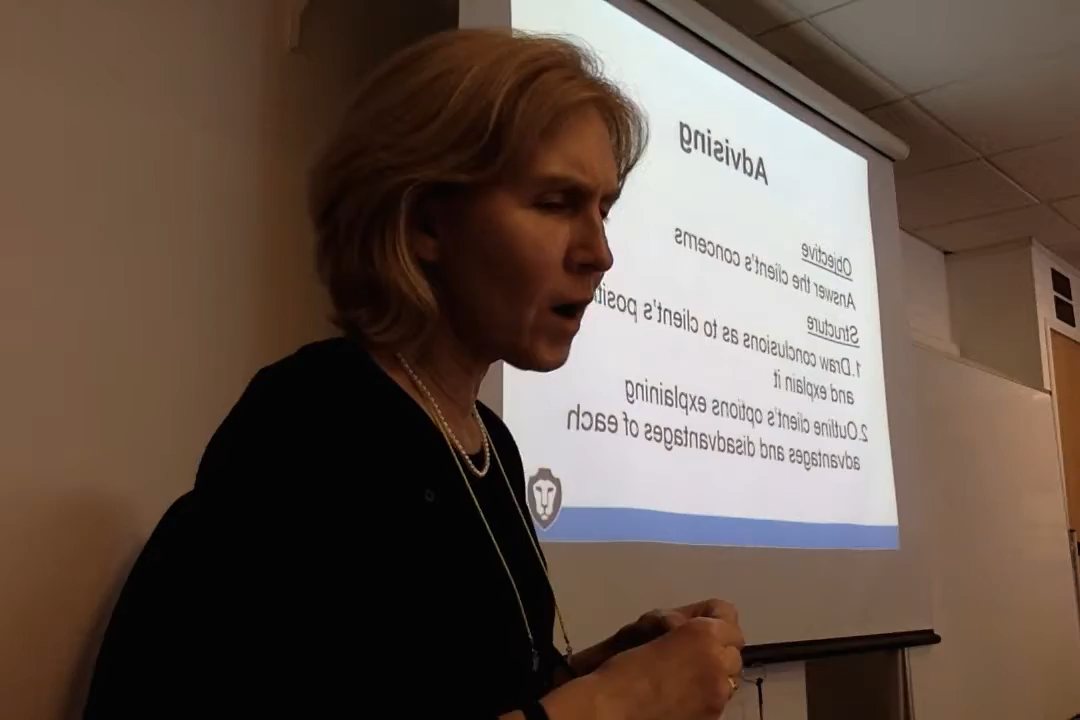 Advising
Objective
Answer the client's concerns
Structure
1.Draw conclusions as to client's
and explain it
2.Outline client's options explaining
advantages and disadvantages of each